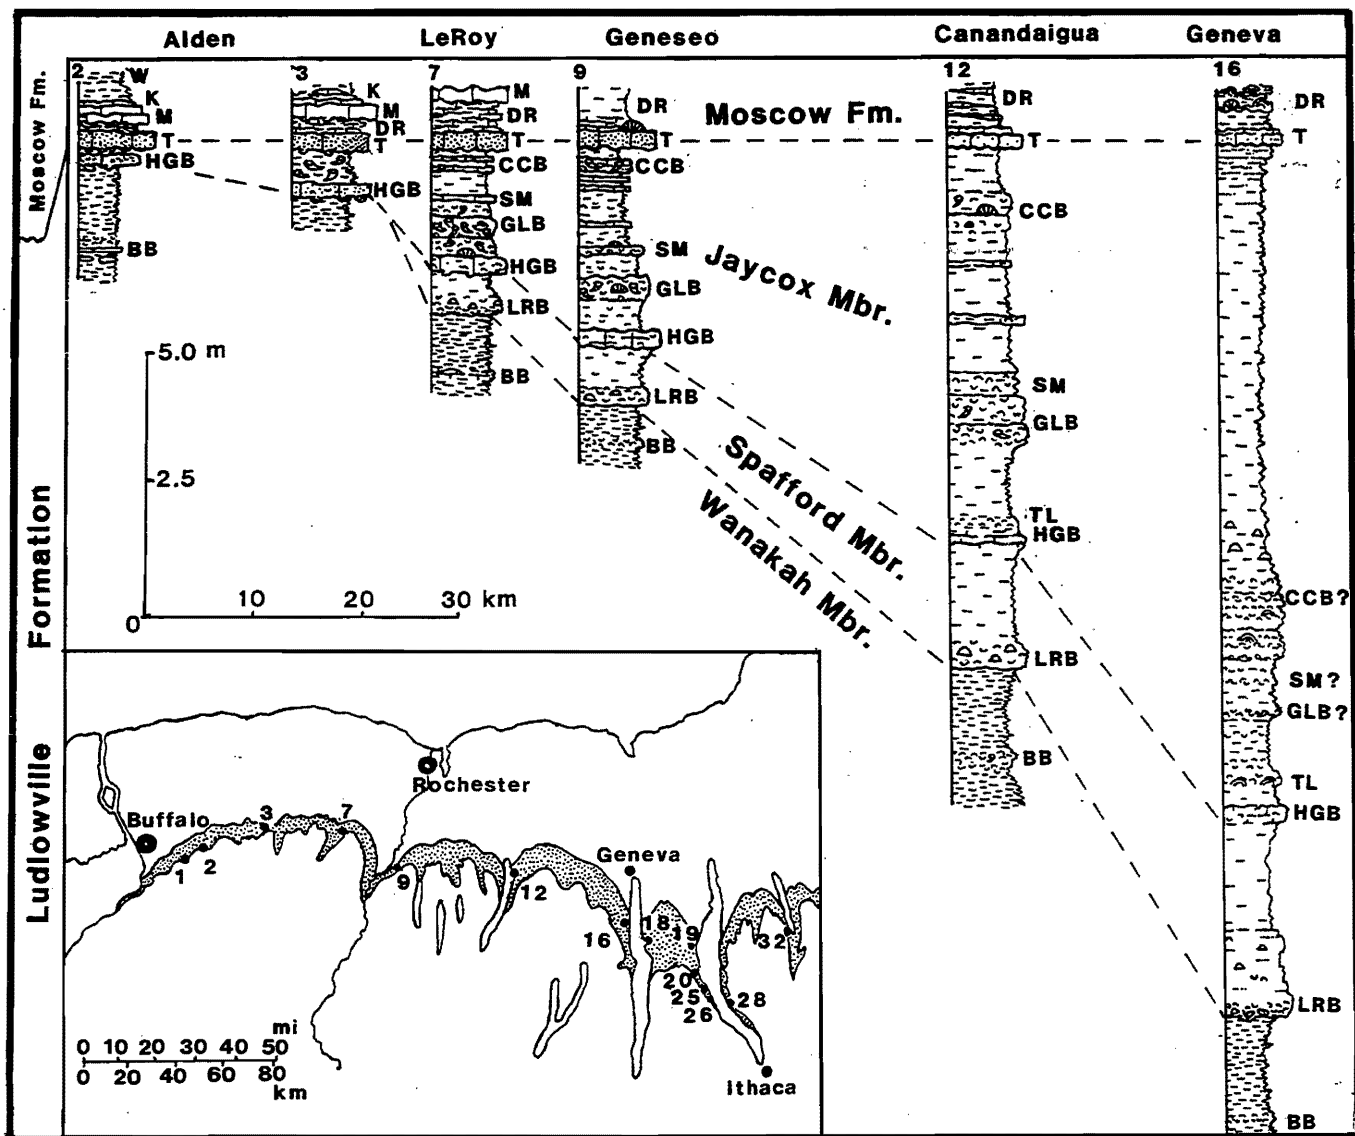 Alden LeRoy Geneseo Canandaigua Geneva
2 3 7 9 12 16
Moscow Fm.
W
K
M
T
HGB
BB
K
M
DR
T
HGB
M
DR
T
CCB
SM
GLB
HGB
LRB
BB
DR
T
CCB
SM
GLB
HGB
LRB
BB
Moscow Fm.
Jaycox Mbr.
Spafford Mbr.
Wanakah Mbr.
DR
T
CCB
SM
GLB
TL
HGB
LRB
BB
DR
T
CCB?
SM?
GLB?
TL
HGB
LRB
BB
5.0 m
2.5
0
10 20 30 km
Ludlowville Formation
Rochester
Buffalo
Geneva
Ithaca
1
2
3
7
9
12
16
18
19
20
25
26
28
32
mi
0 10 20 30 40 50
0 20 40 60 80
km